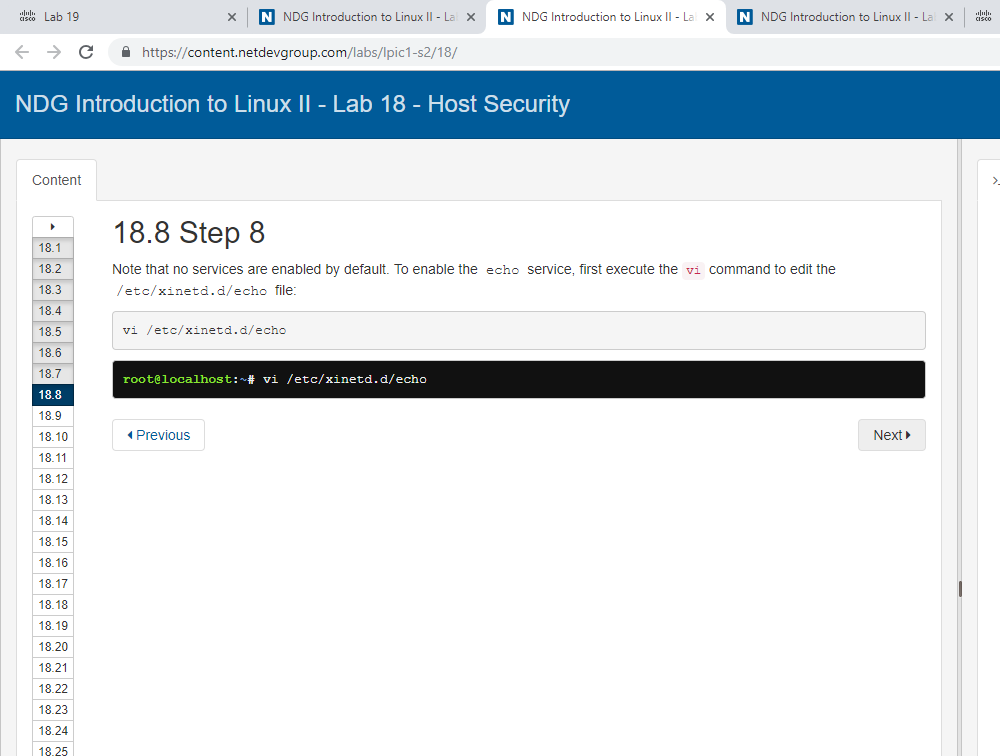 cisco Lab 19
NDG Introduction to Linux II - La
NDG Introduction to Linux II - La
NDG Introduction to Linux II - La
cisco
https://content.netdevgroup.com/labs/lpic1-s2/18/
NDG Introduction to Linux II - Lab 18 - Host Security
Content
18.1
18.2
18.3
18.4
18.5
18.6
18.7
18.8
18.9
18.10
18.11
18.12
18.13
18.14
18.15
18.16
18.17
18.18
18.19
18.20
18.21
18.22
18.23
18.24
18.25
18.8 Step 8
Note that no services are enabled by default. To enable the echo service, first execute the vi command to edit the
/etc/xinetd.d/echo file:
vi /etc/xinetd.d/echo
root@localhost:~# vi /etc/xinetd.d/echo
Previous
Next